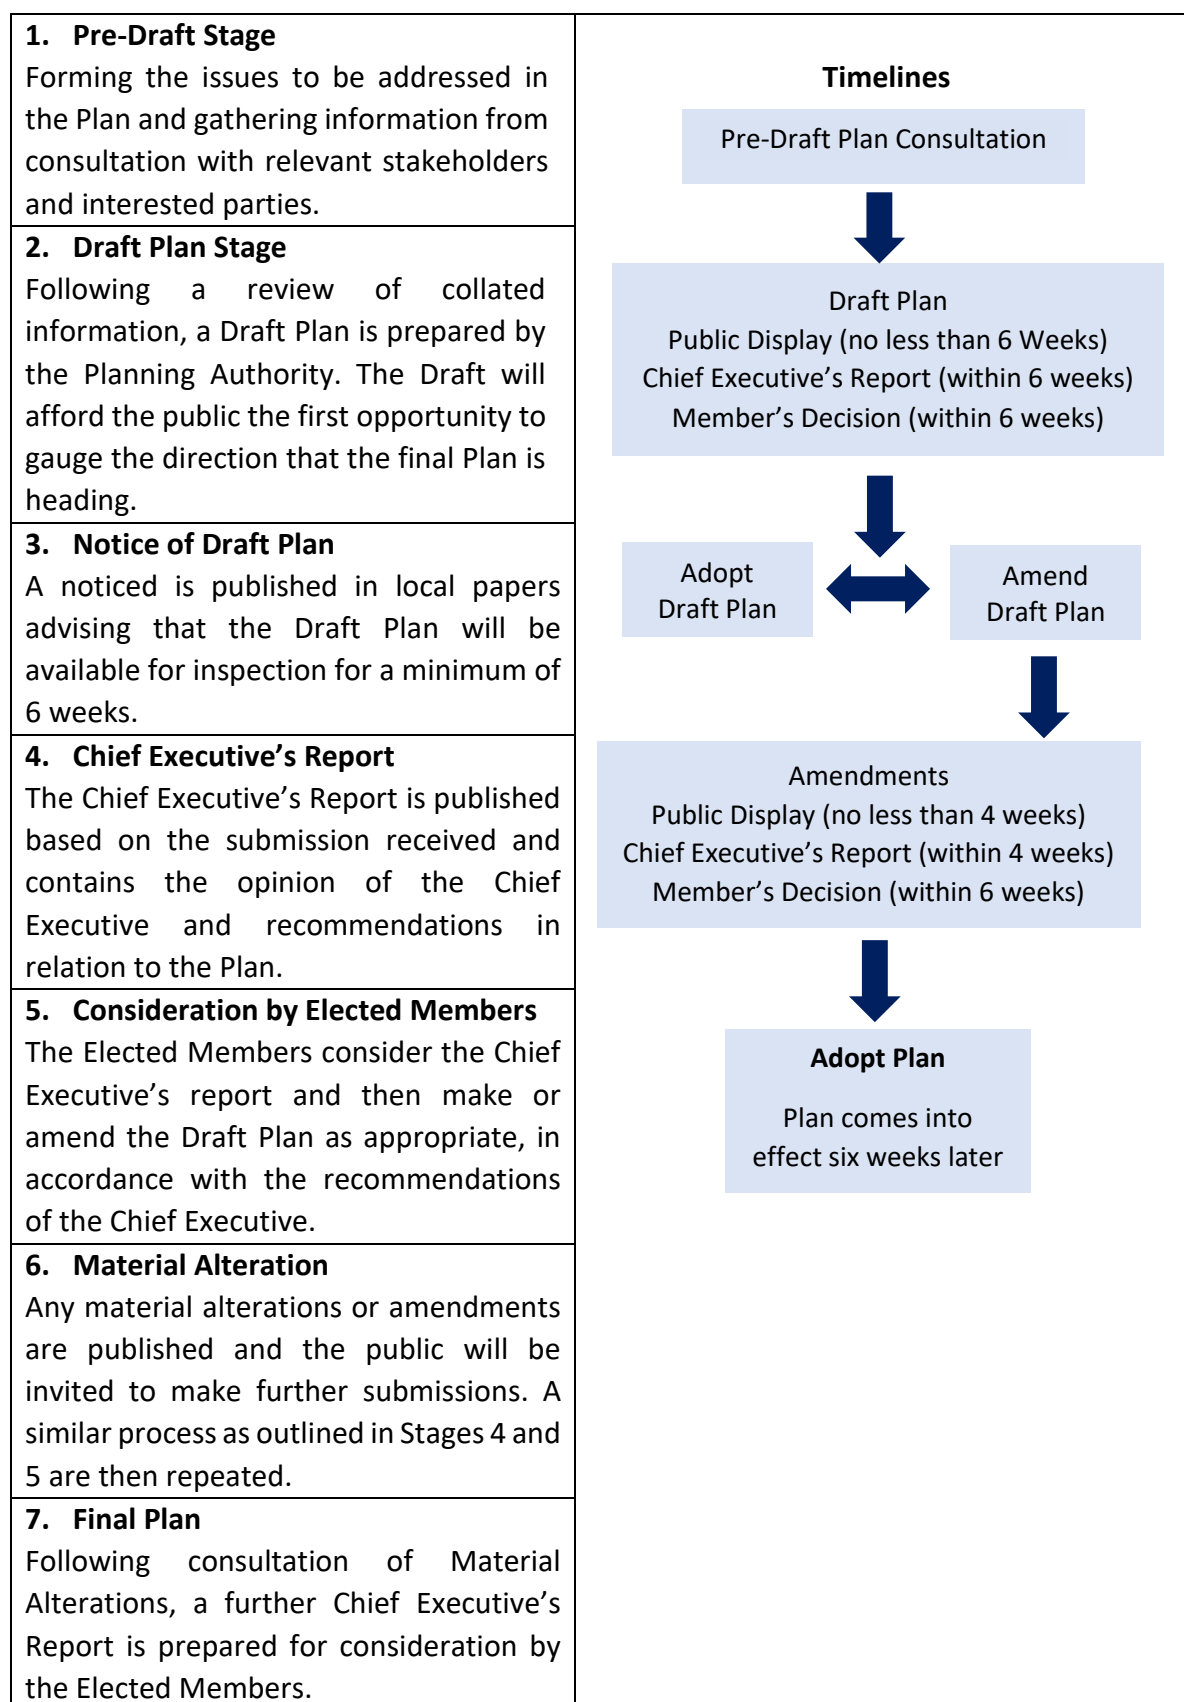 1. Pre-Draft Stage
Forming the issues to be addressed in
the Plan and gathering information from
consultation with relevant stakeholders
and interested parties.
2. Draft Plan Stage
Following a review of collated
information, a Draft Plan is prepared by
the Planning Authority. The Draft will
afford the public the first opportunity to
gauge the direction that the final Plan is
heading.
3. Notice of Draft Plan
A noticed is published in local papers
advising that the Draft Plan will be
available for inspection for a minimum of
6 weeks.
4. Chief Executive’s Report
The Chief Executive’s Report is published
based on the submission received and
contains the opinion of the Chief
Executive and recommendations in
relation to the Plan.
5. Consideration by Elected Members
The Elected Members consider the Chief
Executive’s report and then make or
amend the Draft Plan as appropriate, in
accordance with the recommendations
of the Chief Executive.
6. Material Alteration
Any material alterations or amendments
are published and the public will be
invited to make further submissions. A
similar process as outlined in Stages 4 and
5 are then repeated.
7. Final Plan
Following consultation of Material
Alterations, a further Chief Executive’s
Report is prepared for consideration by
the Elected Members.
Timelines
Pre-Draft Plan Consultation
Draft Plan
Public Display (no less than 6 Weeks)
Chief Executive’s Report (within 6 weeks)
Member’s Decision (within 6 weeks)
Adopt
Draft Plan
Amend
Draft Plan
Amendments
Public Display (no less than 4 weeks)
Chief Executive’s Report (within 4 weeks)
Member’s Decision (within 6 weeks)
Adopt Plan
Plan comes into
effect six weeks later